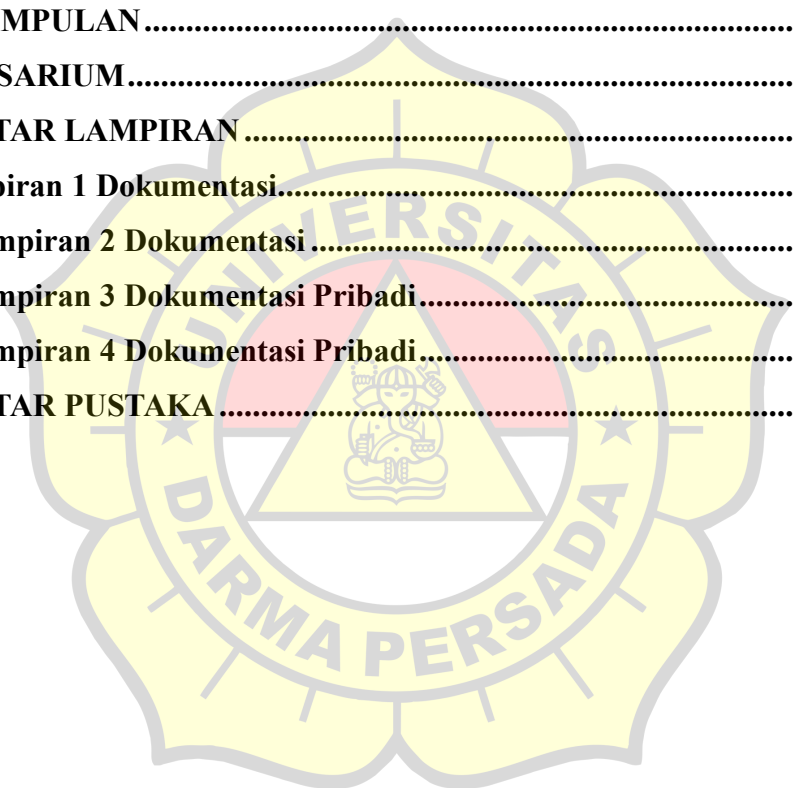 MPULAN
SARIUM
TAR LAMPIRAN
piran 1 Dokumentasi
mpiran 2 Dokumentasi
mpiran 3 Dokumentasi Pribadi
mpiran 4 Dokumentasi Pribadi
TAR PUSTAKA
UNIVERSITAS
DARMA PERSADA